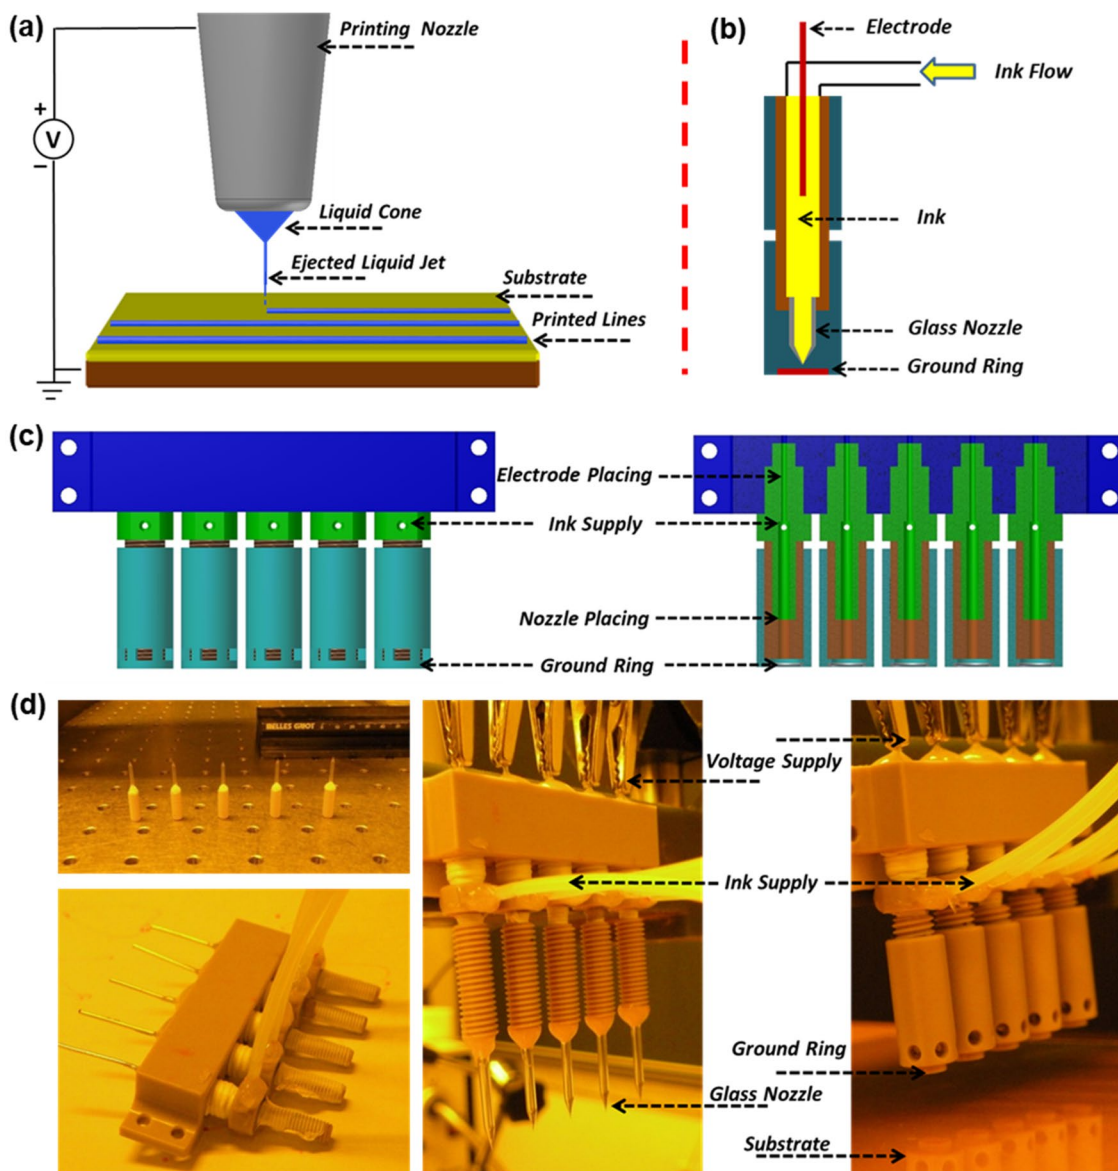 (a)
Printing Nozzle
+
V
−
Liquid Cone
Ejected Liquid Jet
Substrate
Printed Lines
(b)
Electrode
Ink Flow
Ink
Glass Nozzle
Ground Ring
(c)
Electrode Placing
Ink Supply
Nozzle Placing
Ground Ring
(d)
BELLES GRIOT
Voltage Supply
Ink Supply
Ground Ring
Glass Nozzle
Substrate